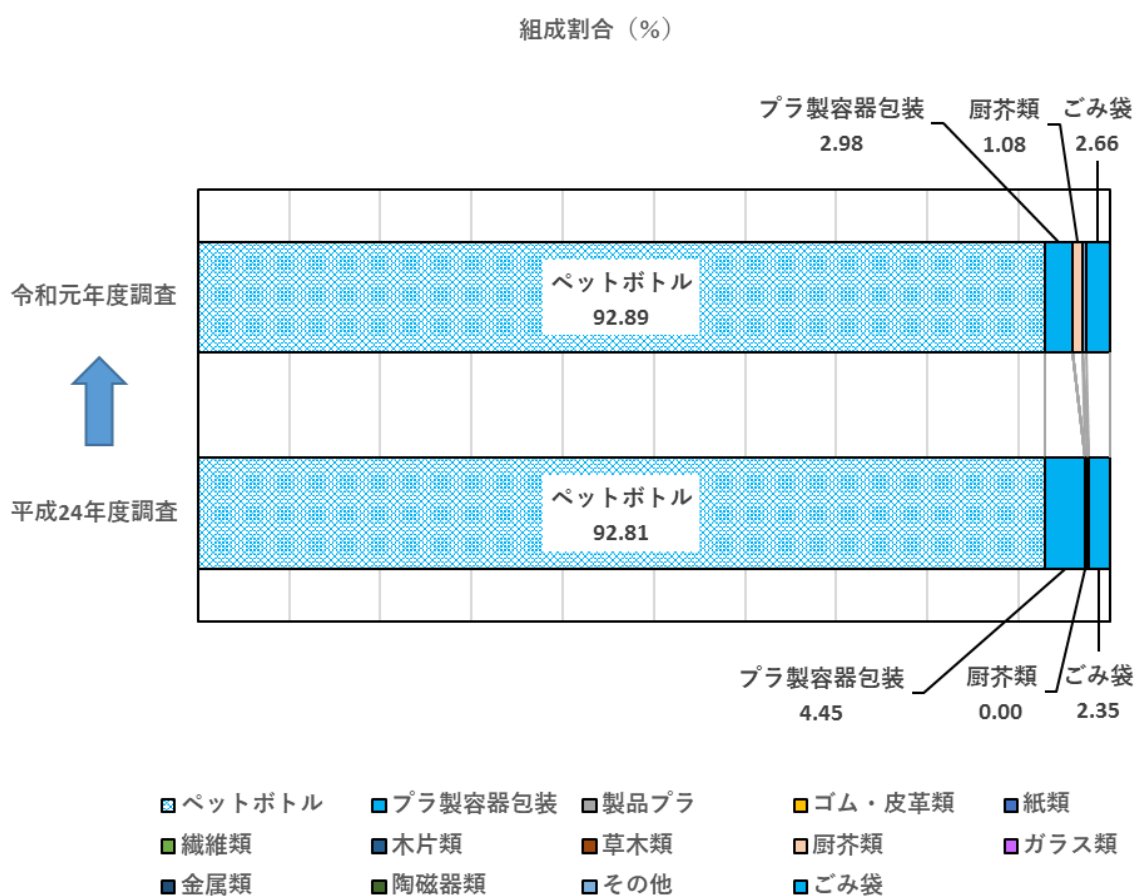 組成割合（%）
プラ製容器包装 厨芥類 ごみ袋
2.98 1.08 2.66
令和元年度調査
ペットボトル
92.89
平成24年度調査
ペットボトル
92.81
プラ製容器包装 厨芥類 ごみ袋
4.45 0.00 2.35
ペットボトル プラ製容器包装 製品プラ ゴム・皮革類 紙類
繊維類 木片類 草木類 厨芥類 ガラス類
金属類 陶磁器類 その他 ごみ袋